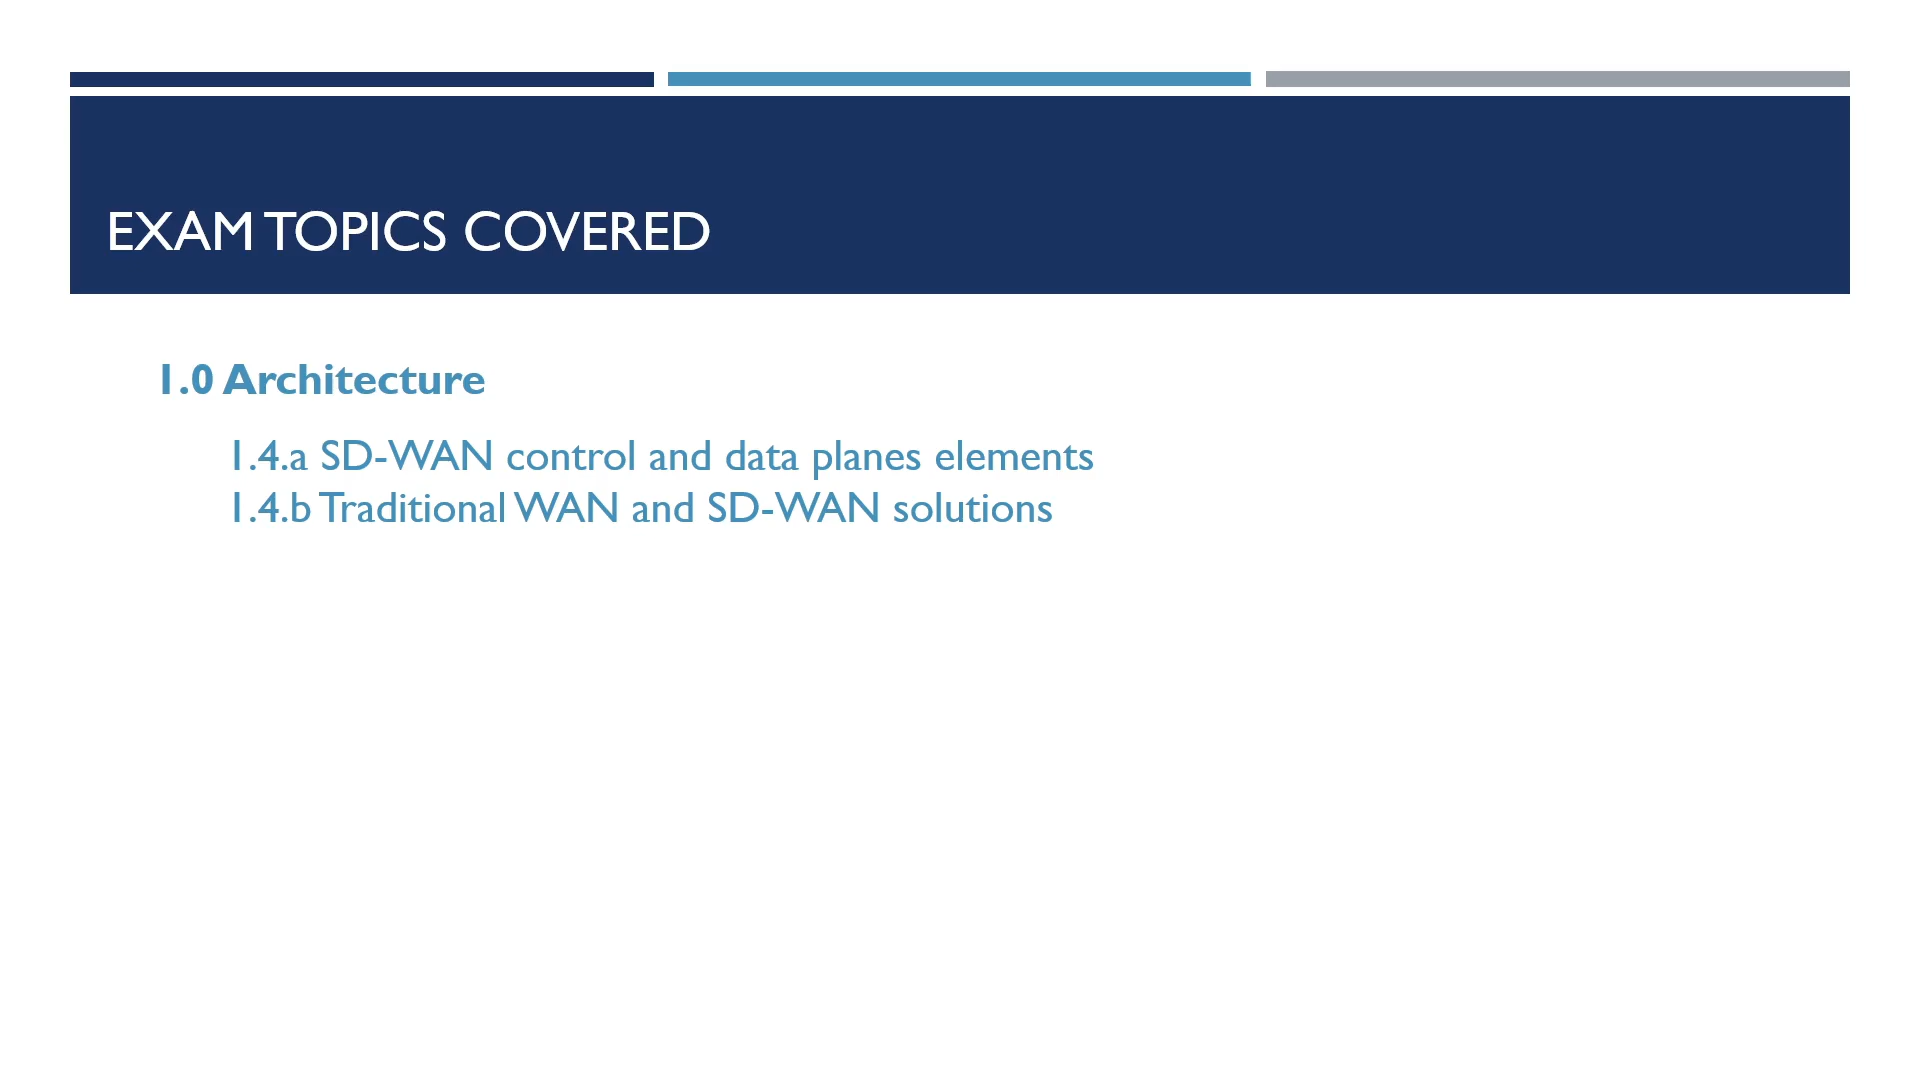 EXAM TOPICS COVERED
1.0 Architecture
1.4.a SD-WAN control and data planes elements
1.4.b Traditional WAN and SD-WAN solutions